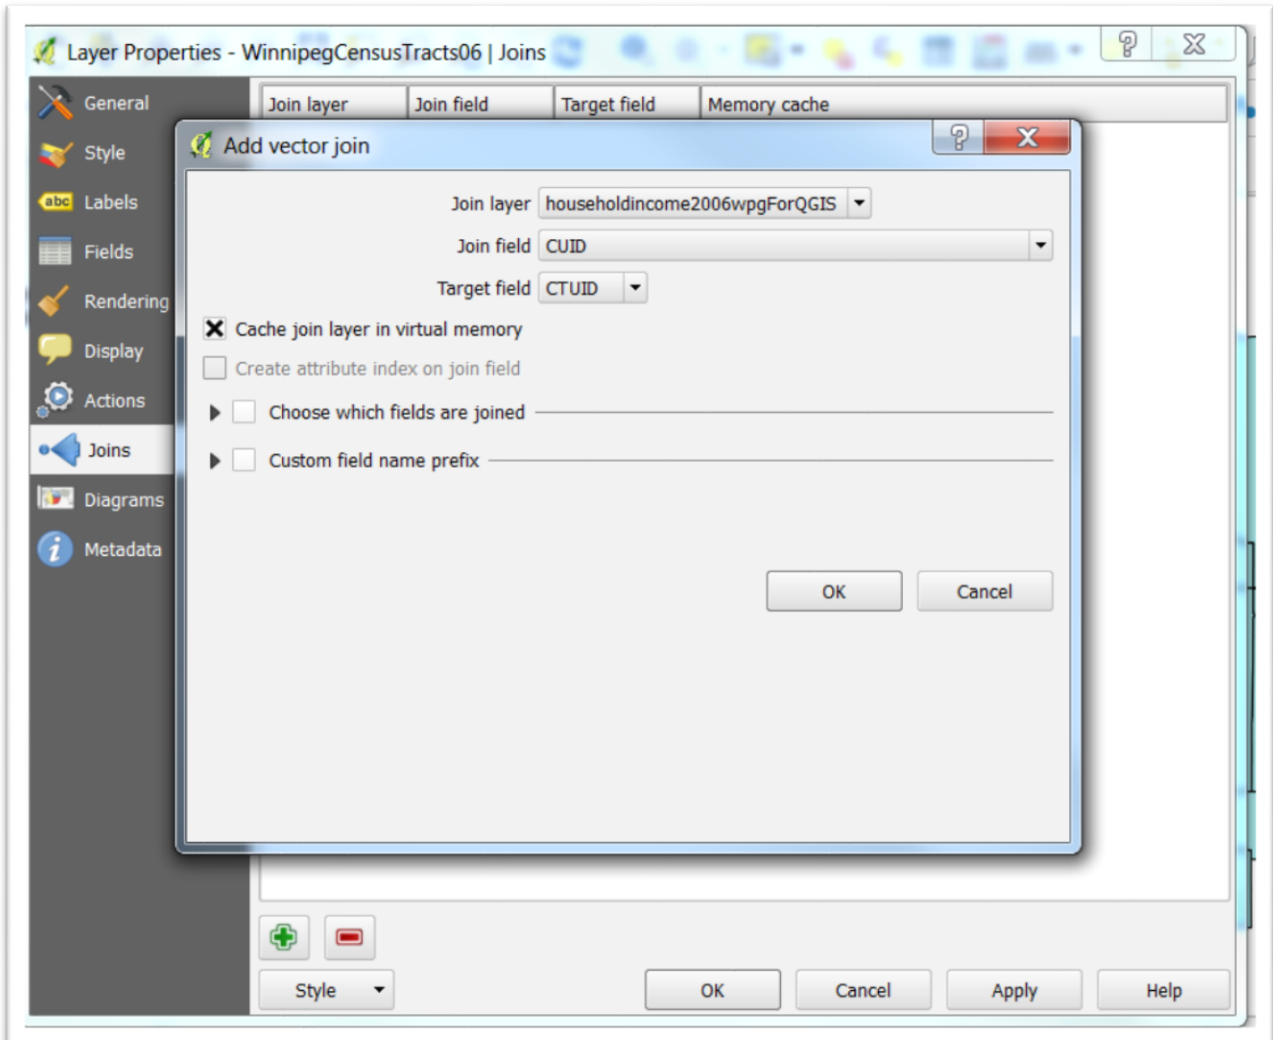 Layer Properties - WinnipegCensusTracts06 | Joins
General
Style
Labels
Fields
Rendering
Display
Actions
Joins
Diagrams
Metadata
Join layer Join field Target field Memory cache
Add vector join
Join layer householdincome2006wpgForQGIS
Join field CUID
Target field CTUID
Cache join layer in virtual memory
Create attribute index on join field
Choose which fields are joined
Custom field name prefix
OK Cancel
Style OK Cancel Apply Help
abc